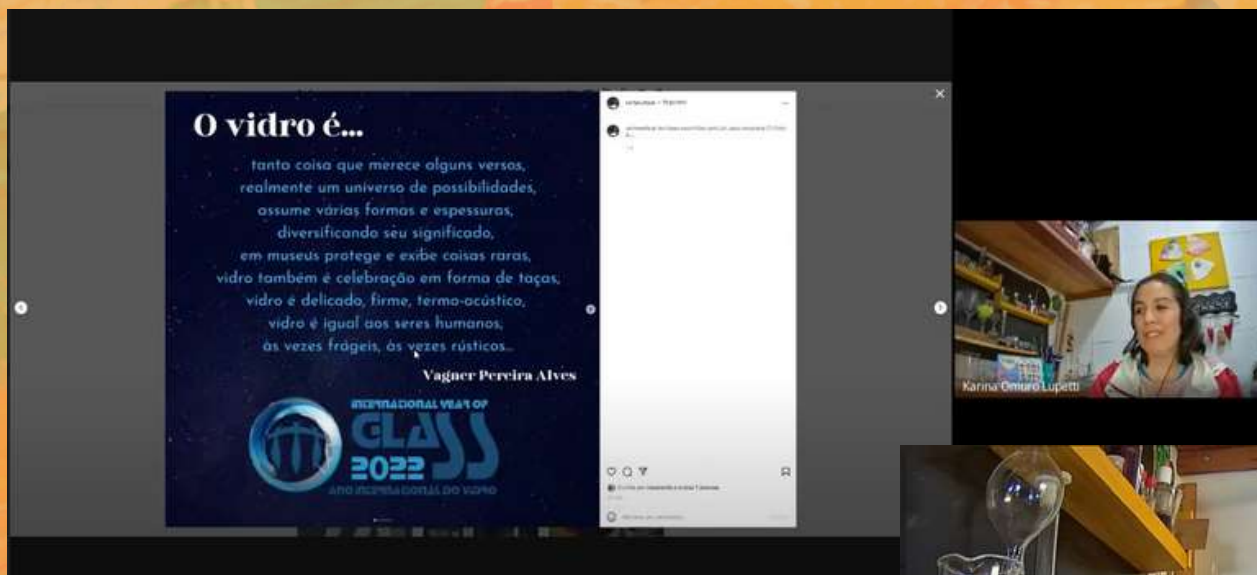 O vidro é...
tanto coisa que merece alguns versos,
realmente um universo de possibilidades,
assume várias formas e espessuras,
diversificando seu significado,
em museus protege e exibe coisas raras,
vidro também é celebração em forma de taças,
vidro é delicado, firme, termo-acústico,
vidro é igual aos seres humanos,
às vezes frágeis, às vezes rústicos...
Vagner Pereira Alves
INTERNATIONAL YEAR OF
GLASS
2022
ANO INTERNACIONAL DO VIDRO
Karina Omuro Lupetti